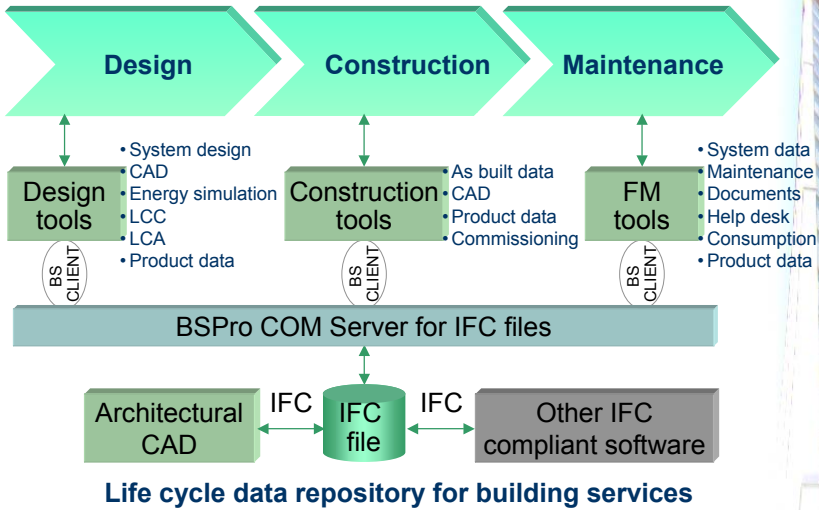 Design
Construction
Maintenance
Design
tools
• System design
• CAD
• Energy simulation
• LCC
• LCA
• Product data
Construction
tools
• As built data
• CAD
• Product data
• Commissioning
FM
tools
• System data
• Maintenance
• Documents
• Help desk
• Consumption
• Product data
BS
CLIENT
BS
CLIENT
BS
CLIENT
BSPro COM Server for IFC files
Architectural
CAD
IFC
IFC
file
IFC
Other IFC
compliant software
Life cycle data repository for building services